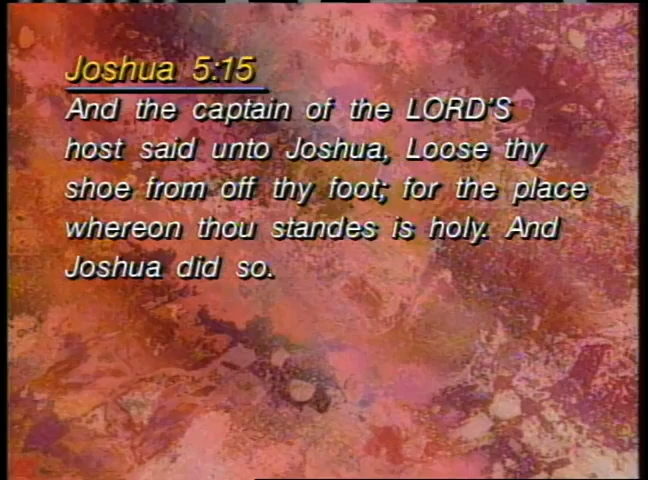 Joshua 5:15
And the captain of the LORD'S
host said unto Joshua, Loose thy
shoe from off thy foot; for the place
whereon thou standes is holy. And
Joshua did so.